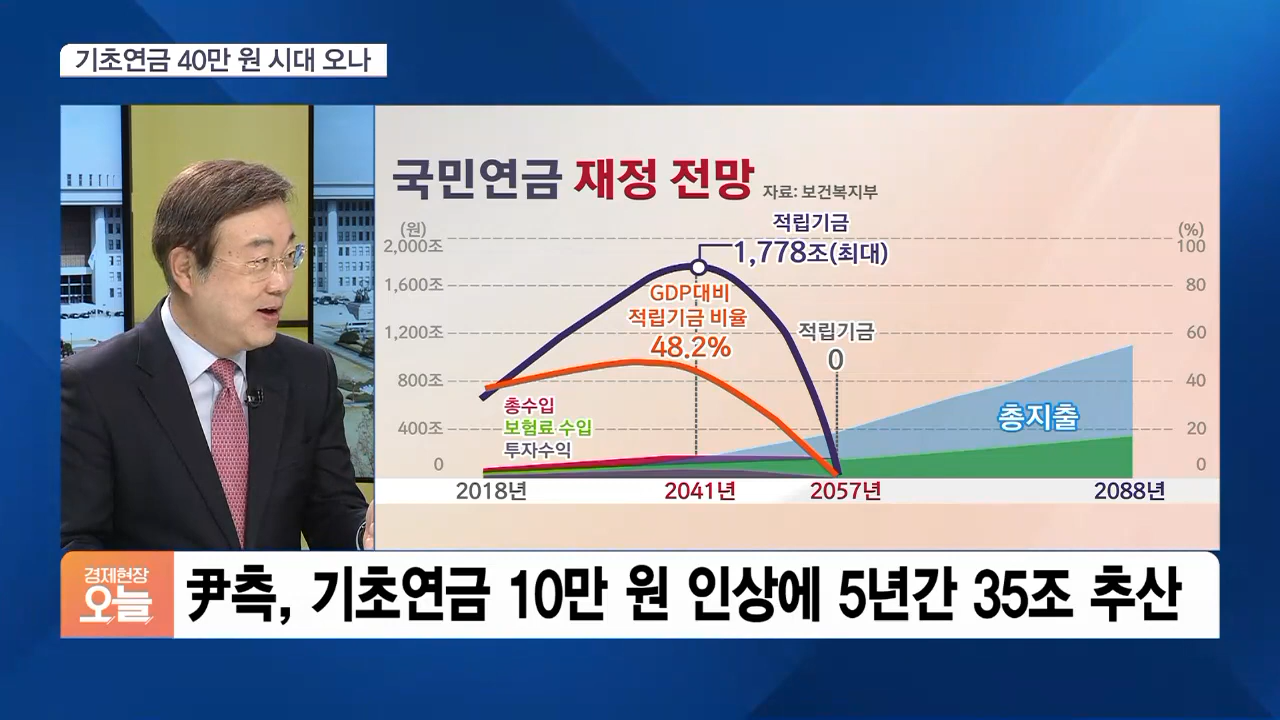 기초연금 40만 원 시대 오나
국민연금 재정 전망 자료: 보건복지부
(원)
2,000조
1,600조
1,200조
800조
400조
0
적립기금
1,778조(최대)
GDP대비
적립기금 비율
48.2%
적립기금
0
총수입
보험료 수입
투자수익
총지출
(%)
100
80
60
40
20
0
2018년 2041년 2057년 2088년
경제현장
오늘
尹측, 기초연금 10만 원 인상에 5년간 35조 추산